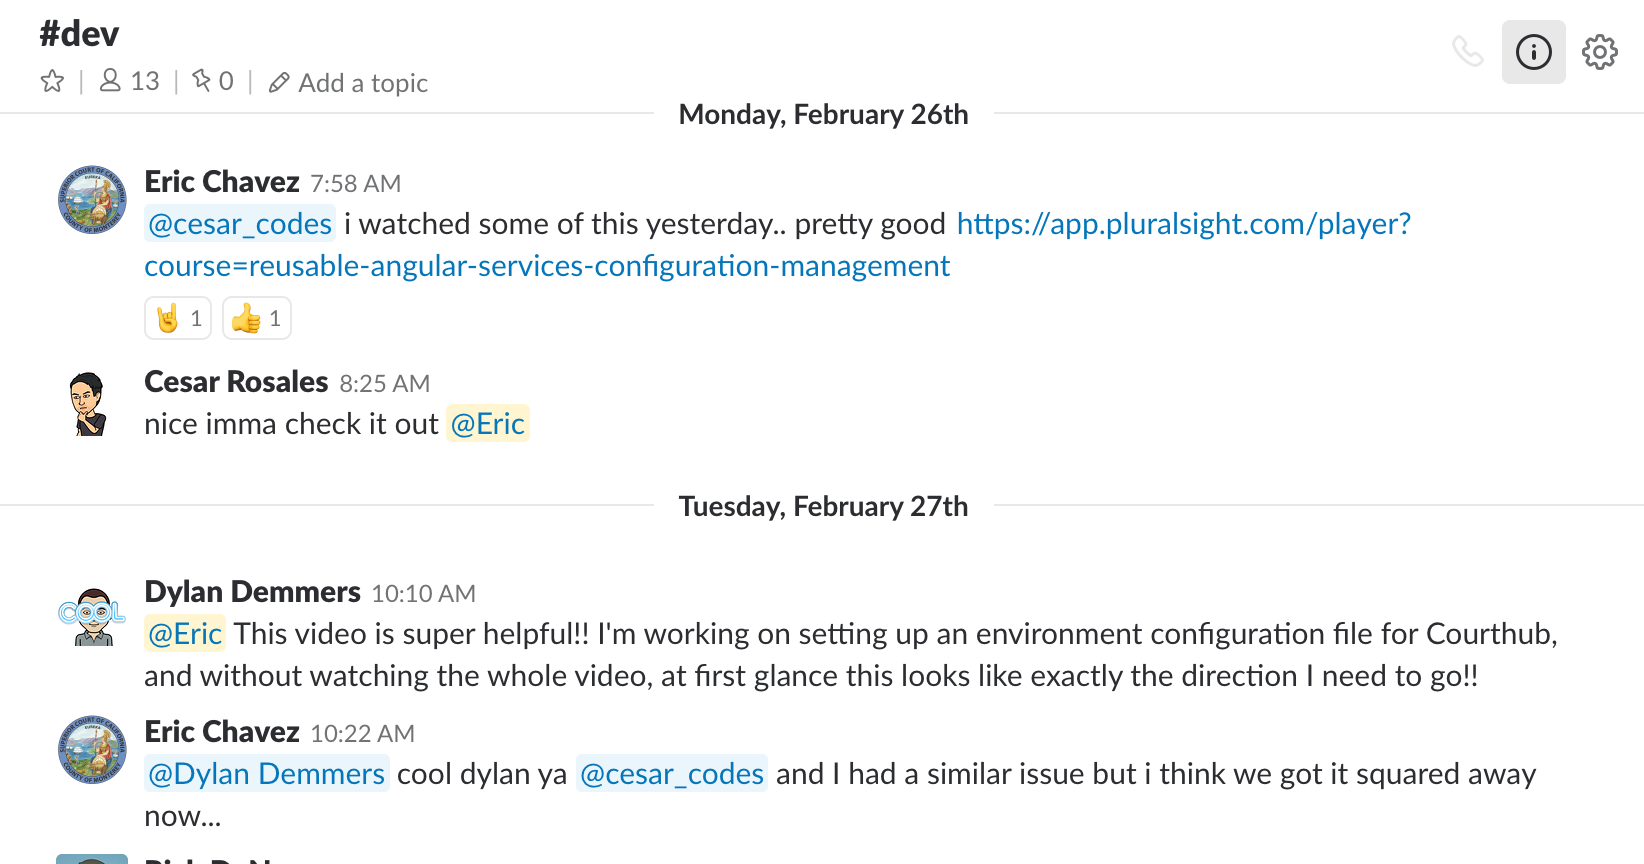 #dev
13 0 Add a topic
Monday, February 26th
Eric Chavez 7:58 AM
@cesar_codes i watched some of this yesterday.. pretty good https://app.pluralsight.com/player?
course=reusable-angular-services-configuration-management
1 1
Cesar Rosales 8:25 AM
nice imma check it out @Eric
Tuesday, February 27th
COOL
Dylan Demmers 10:10 AM
@Eric This video is super helpful!! I'm working on setting up an environment configuration file for Courthub,
and without watching the whole video, at first glance this looks like exactly the direction I need to go!!
Eric Chavez 10:22 AM
@Dylan Demmers cool dylan ya @cesar_codes and I had a similar issue but i think we got it squared away
now...